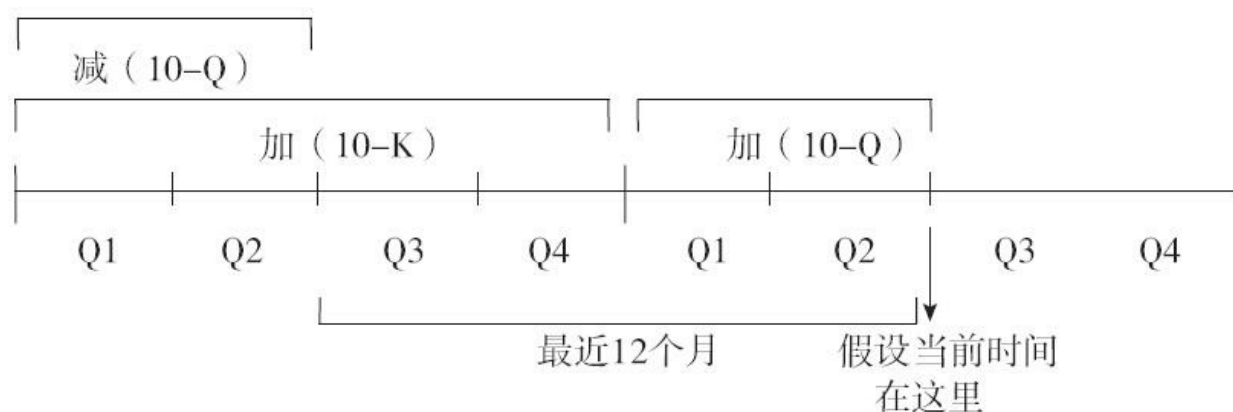 减（10–Q）
加（10–K）
加（10–Q）
Q1 Q2 Q3 Q4 Q1 Q2 Q3 Q4
最近12个月
假设当前时间
在这里